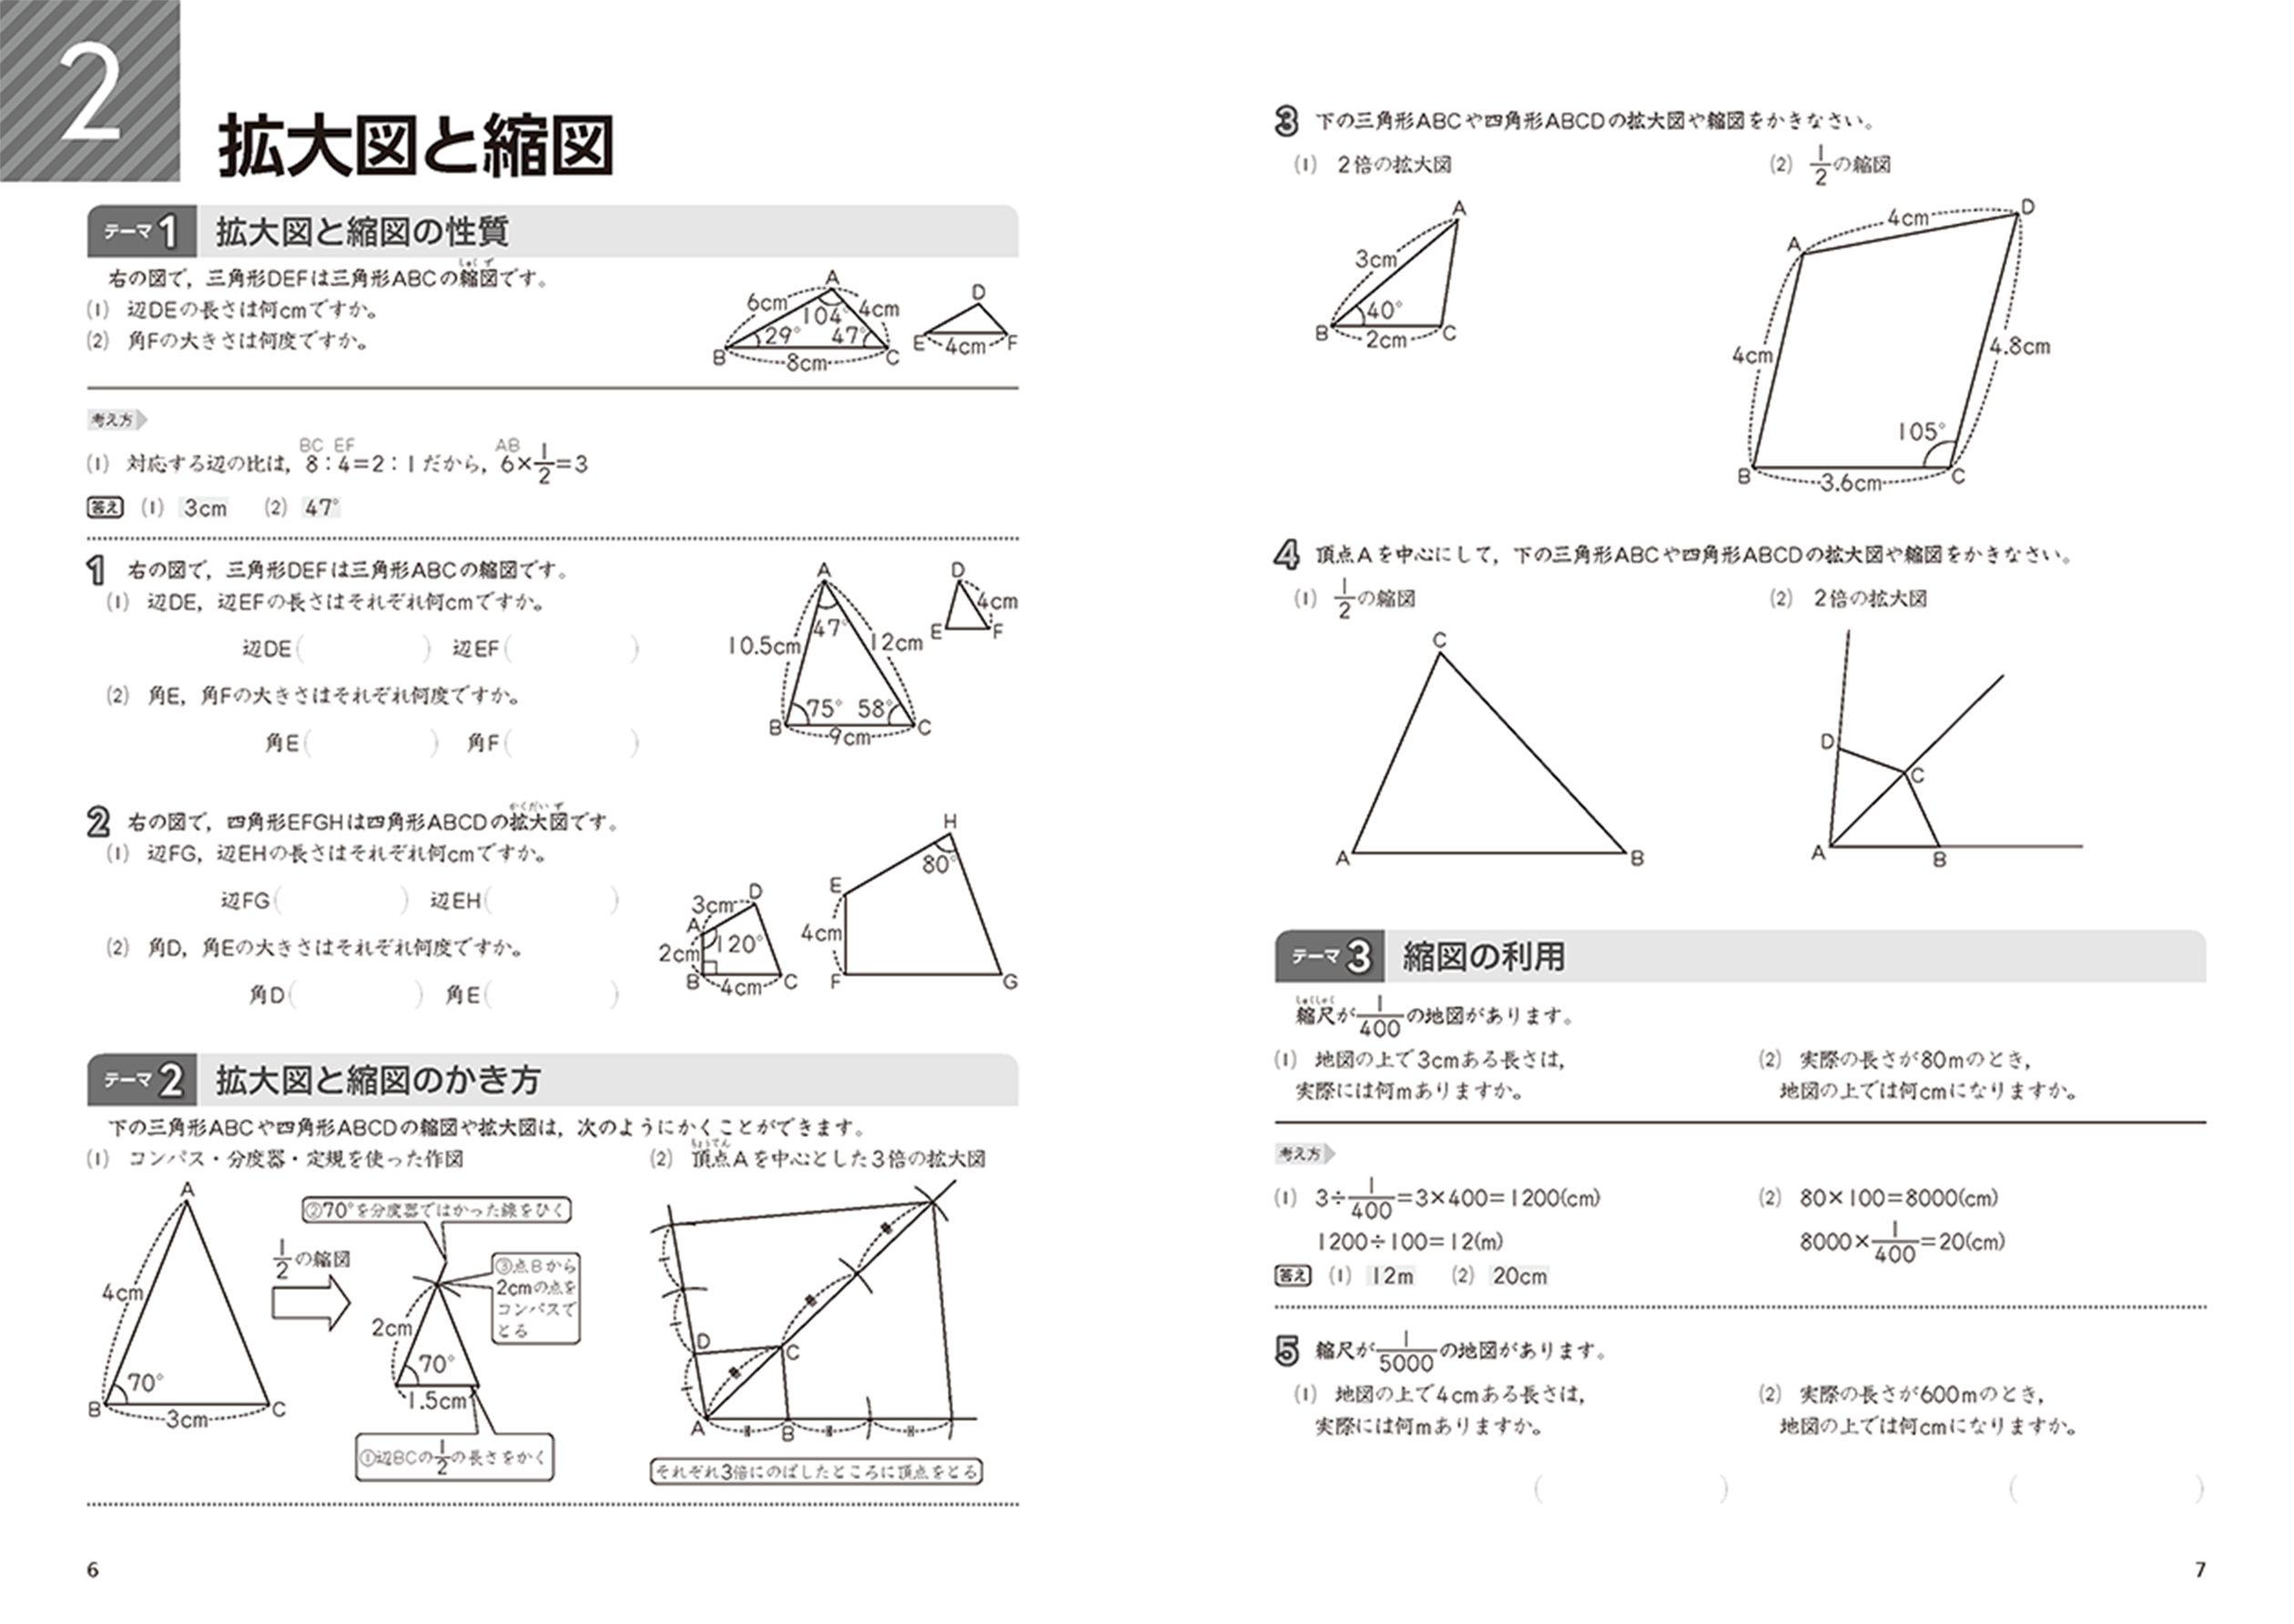 2
拡大図と縮図
テーマ1 拡大図と縮図の性質
しゅく ず
右の図で，三角形DEFは三角形ABCの縮図です。
(1) 辺DEの長さは何cmですか。
(2) 角Fの大きさは何度ですか。
A
6cm
104°
4cm
29°
47°
B
8cm
C
D
E
4cm
F
考え方
BC EF AB
(1) 対応する辺の比は，8：4＝2：1だから，6×1/2＝3
答え (1) 3cm (2) 47°
1 右の図で，三角形DEFは三角形ABCの縮図です。
(1) 辺DE，辺EFの長さはそれぞれ何cmですか。
辺DE( ) 辺EF( )
(2) 角E，角Fの大きさはそれぞれ何度ですか。
角E( ) 角F( )
A
47°
10.5cm
12cm
75°
58°
B
9cm
C
D
4cm
E
F
かくだい ず
2 右の図で，四角形EFGHは四角形ABCDの拡大図です。
(1) 辺FG，辺EHの長さはそれぞれ何cmですか。
辺FG( ) 辺EH( )
(2) 角D，角Eの大きさはそれぞれ何度ですか。
角D( ) 角E( )
D
3cm
A
120°
2cm
B
4cm
C
H
80°
E
4cm
F
G
テーマ2 拡大図と縮図のかき方
下の三角形ABCや四角形ABCDの縮図や拡大図は，次のようにかくことができます。
(1) コンパス・分度器・定規を使った作図
A
4cm
70°
B
3cm
C
1/2の縮図
②70°を分度器ではかった線をひく
③点Bから
2cmの点を
コンパスで
とる
2cm
70°
1.5cm
①辺BCの1/2の長さをかく
ちょうてん
(2) 頂点Aを中心とした3倍の拡大図
D
C
A
B
それぞれ3倍にのばしたところに頂点をとる
6
3 下の三角形ABCや四角形ABCDの拡大図や縮図をかきなさい。
(1) 2倍の拡大図
A
3cm
40°
B
2cm
C
(2) 1/2の縮図
D
4cm
A
4cm
4.8cm
105°
B
3.6cm
C
4 頂点Aを中心にして，下の三角形ABCや四角形ABCDの拡大図や縮図をかきなさい。
(1) 1/2の縮図
C
A
B
(2) 2倍の拡大図
D
C
A
B
テーマ3 縮図の利用
しゅくしゃく
縮尺が1/400の地図があります。
(1) 地図の上で3cmある長さは，
実際には何mありますか。
(2) 実際の長さが80mのとき，
地図の上では何cmになりますか。
考え方
(1) 3÷1/400＝3×400＝1200(cm)
1200÷100＝12(m)
(2) 80×100＝8000(cm)
8000×1/400＝20(cm)
答え (1) 12m (2) 20cm
5 縮尺が1/5000の地図があります。
(1) 地図の上で4cmある長さは，
実際には何mありますか。
( )
(2) 実際の長さが600mのとき，
地図の上では何cmになりますか。
( )
7